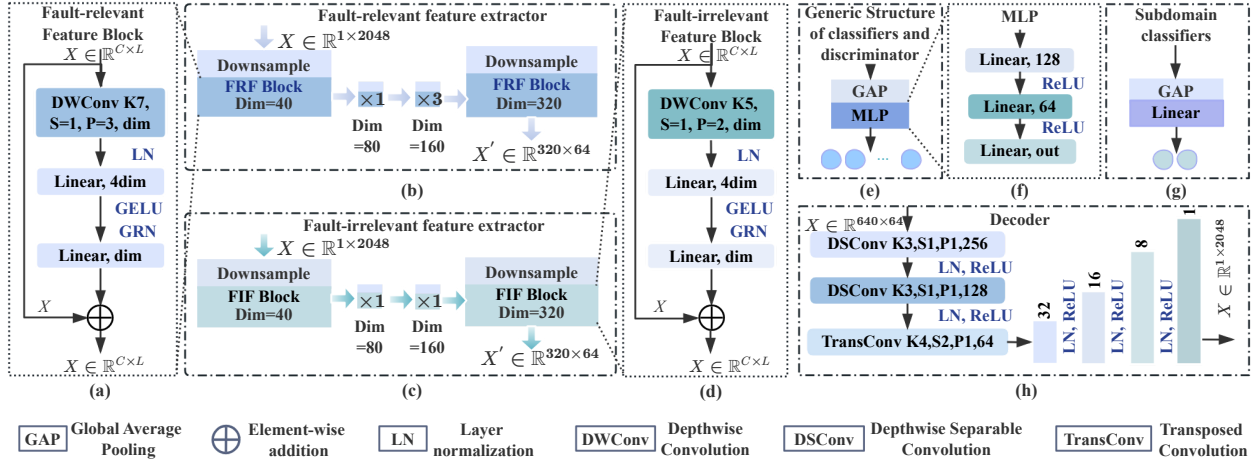 Fault-relevant
Feature Block
X ∈ ℝ^{C×L}
DWConv K7,
S=1, P=3, dim
LN
Linear, 4dim
GELU
GRN
Linear, dim
X
X ∈ ℝ^{C×L}
(a)
Fault-relevant feature extractor
X ∈ ℝ^{1×2048}
Downsample
FRF Block
Dim=40
×1
Dim
=80
×3
Dim
=160
Downsample
FRF Block
Dim=320
X′ ∈ ℝ^{320×64}
(b)
Fault-irrelevant feature extractor
X ∈ ℝ^{1×2048}
Downsample
FIF Block
Dim=40
×1
Dim
=80
×1
Dim
=160
Downsample
FIF Block
Dim=320
X′ ∈ ℝ^{320×64}
(c)
Fault-irrelevant
Feature Block
X ∈ ℝ^{C×L}
DWConv K5,
S=1, P=2, dim
LN
Linear, 4dim
GELU
GRN
Linear, dim
X
X ∈ ℝ^{C×L}
(d)
Generic Structure
of classifiers and
discriminator
GAP
MLP
...
(e)
MLP
Linear, 128
ReLU
Linear, 64
ReLU
Linear, out
(f)
Subdomain
classifiers
GAP
Linear
(g)
Decoder
X ∈ ℝ^{640×64}
DSConv K3,S1,P1,256
LN, ReLU
DSConv K3,S1,P1,128
LN, ReLU
TransConv K4,S2,P1,64
32
LN, ReLU
16
LN, ReLU
8
LN, ReLU
1
X ∈ ℝ^{1×2048}
(h)
GAP
Global Average
Pooling
Element-wise
addition
LN
Layer
normalization
DWConv
Depthwise
Convolution
DSConv
Depthwise Separable
Convolution
TransConv
Transposed
Convolution